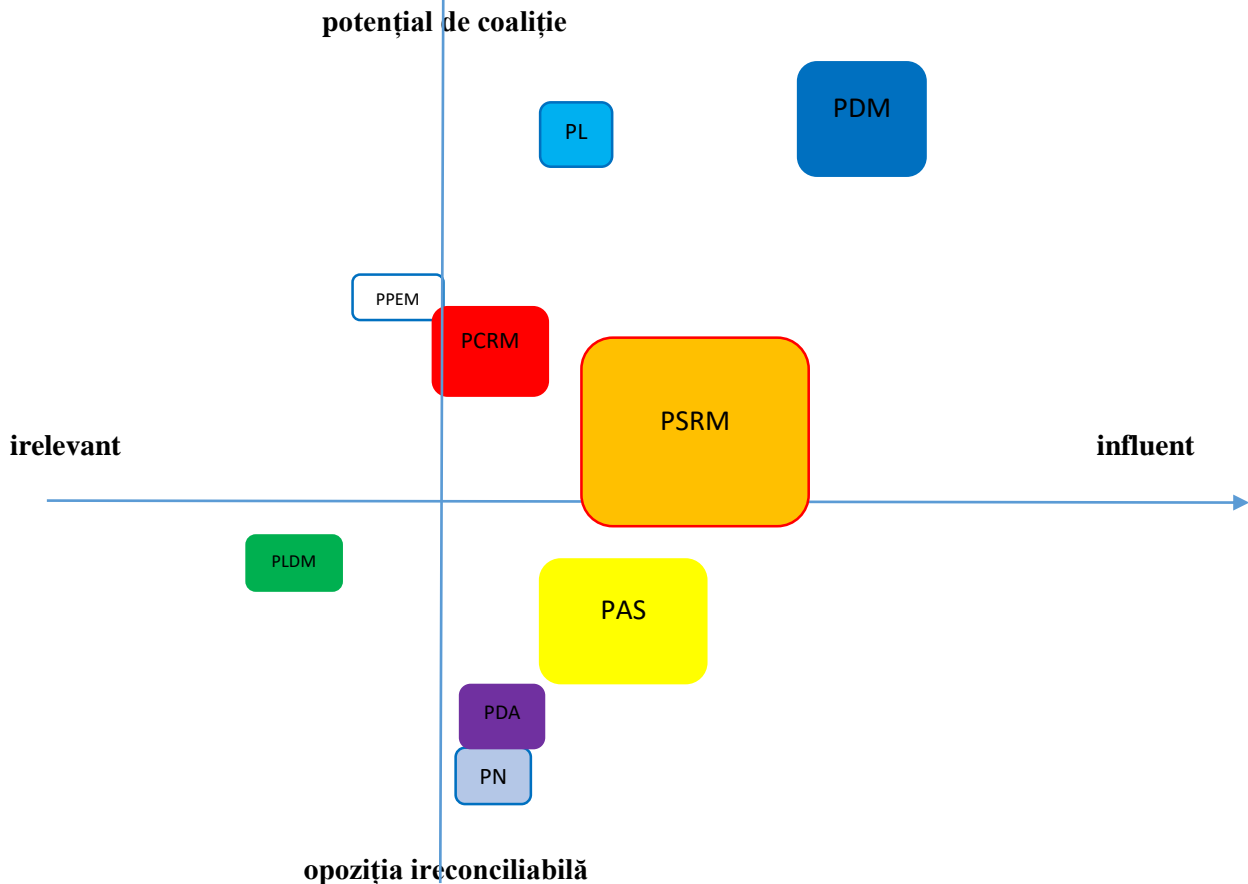 potențial de coaliție
PDM
PL
PPEM
PCRM
PSRM
irelevant
influent
PLDM
PAS
PDA
PN
opoziția ireconciliabilă